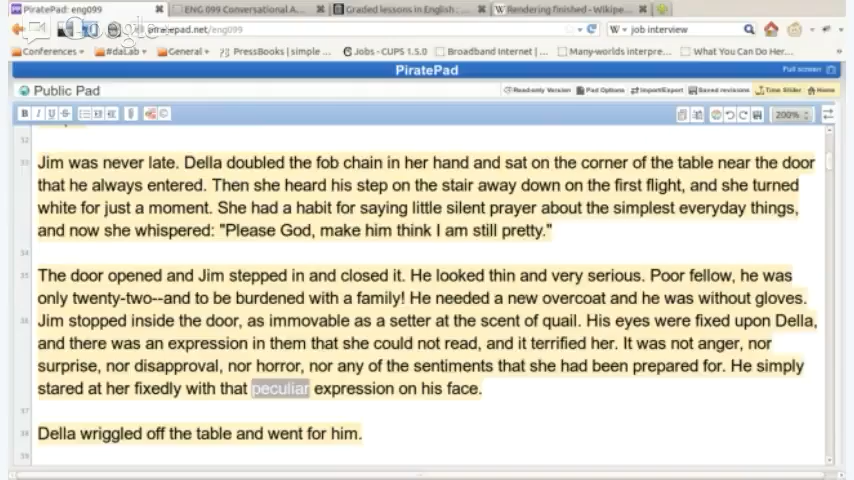 PiratePad: eng099
ENG 099 Conversational A...
Graded lessons in English : ...
Rendering finished - Wikipe...
piratepad.net/eng099
job interview
Conferences
#daLab
General
PressBooks | simple ...
Jobs - CUPS 1.5.0
Broadband Internet | ...
Many-worlds interpre...
What You Can Do Her...
PiratePad
Full screen
Public Pad
Read-only Version
Pad Options
Import/Export
Saved revisions
Time Slider
Home
B I U S
200%
32
33
Jim was never late. Della doubled the fob chain in her hand and sat on the corner of the table near the door
that he always entered. Then she heard his step on the stair away down on the first flight, and she turned
white for just a moment. She had a habit for saying little silent prayer about the simplest everyday things,
and now she whispered: "Please God, make him think I am still pretty."
34
35
The door opened and Jim stepped in and closed it. He looked thin and very serious. Poor fellow, he was
only twenty-two--and to be burdened with a family! He needed a new overcoat and he was without gloves.
36
Jim stopped inside the door, as immovable as a setter at the scent of quail. His eyes were fixed upon Della,
and there was an expression in them that she could not read, and it terrified her. It was not anger, nor
surprise, nor disapproval, nor horror, nor any of the sentiments that she had been prepared for. He simply
stared at her fixedly with that peculiar expression on his face.
37
38
Della wriggled off the table and went for him.
39